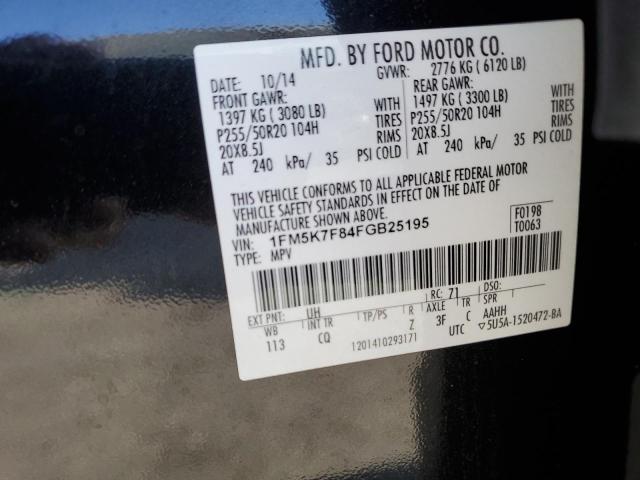 MFD. BY FORD MOTOR CO.
DATE: 10/14 GVWR: 2776 KG ( 6120 LB)
FRONT GAWR: REAR GAWR:
1397 KG ( 3080 LB) WITH 1497 KG ( 3300 LB) WITH
P255/50R20 104H TIRES P255/50R20 104H TIRES
20X8.5J RIMS 20X8.5J RIMS
AT 240 kPa/ 35 PSI COLD AT 240 kPa/ 35 PSI COLD
THIS VEHICLE CONFORMS TO ALL APPLICABLE FEDERAL MOTOR
VEHICLE SAFETY STANDARDS IN EFFECT ON THE DATE OF
MANUFACTURE SHOWN ABOVE.
VIN: 1FM5K7F84FGB25195 F0198
TYPE: MPV T0063
EXT PNT: UH RC: 71 DSO:
WB INT TR TP/PS R AXLE TR SPR
113 CQ Z 3F C AAHH
1201410293171 UTC 5U5A-1520472-BA